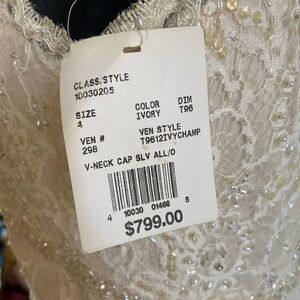 CLASS/STYLE
10030205
SIZE COLOR DIM
4 IVORY T96
VEN # VEN STYLE
298 T9612IVYCHAMP
V-NECK CAP SLV ALL/O
4 10030 01466 5
$799.00